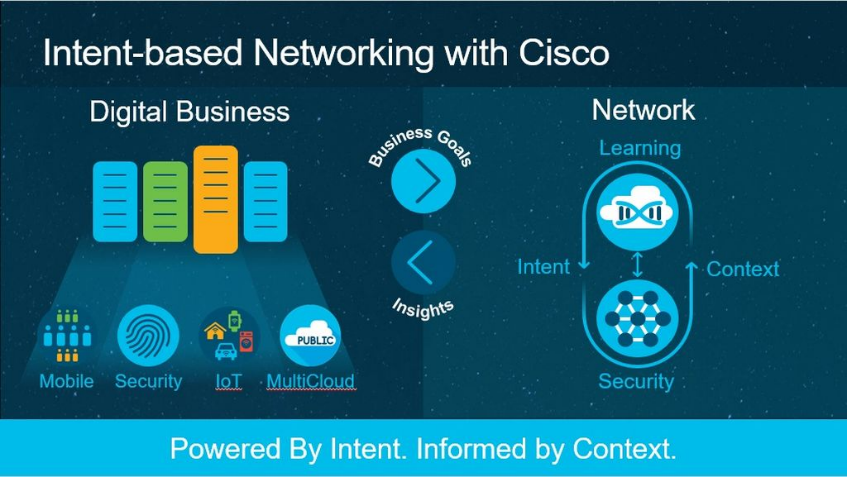 Intent-based Networking with Cisco
Digital Business
Mobile
Security
IoT
PUBLIC
MultiCloud
Business Goals
Insights
Network
Learning
Intent
Context
Security
Powered By Intent. Informed by Context.